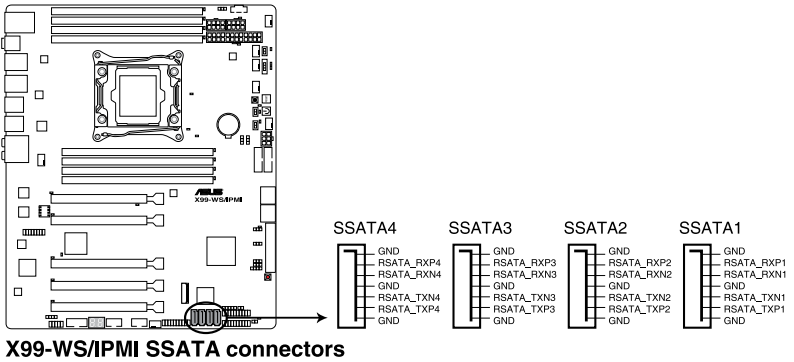 ASUS
X99-WS/IPMI
SSATA4
GND
RSATA_RXP4
RSATA_RXN4
GND
RSATA_TXN4
RSATA_TXP4
GND
SSATA3
GND
RSATA_RXP3
RSATA_RXN3
GND
RSATA_TXN3
RSATA_TXP3
GND
SSATA2
GND
RSATA_RXP2
RSATA_RXN2
GND
RSATA_TXN2
RSATA_TXP2
GND
SSATA1
GND
RSATA_RXP1
RSATA_RXN1
GND
RSATA_TXN1
RSATA_TXP1
GND
X99-WS/IPMI SSATA connectors